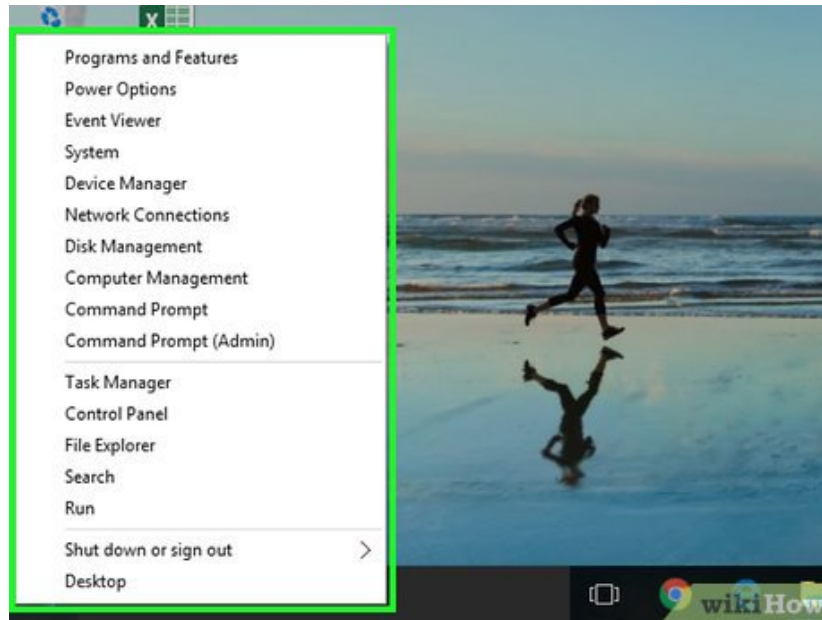 Programs and Features
Power Options
Event Viewer
System
Device Manager
Network Connections
Disk Management
Computer Management
Command Prompt
Command Prompt (Admin)
Task Manager
Control Panel
File Explorer
Search
Run
Shut down or sign out
Desktop
wikiHow